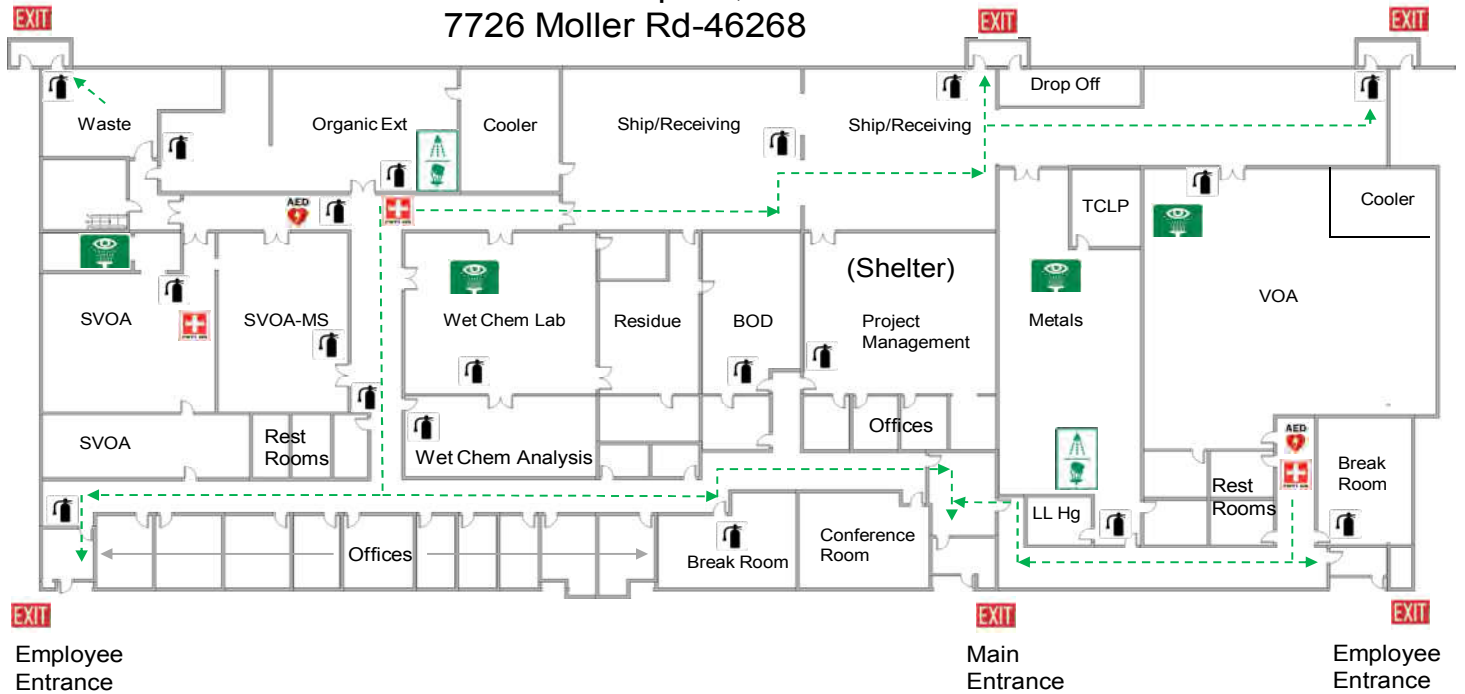 7726 Moller Rd-46268
EXIT
EXIT
EXIT
Waste
Organic Ext
Cooler
Ship/Receiving
Ship/Receiving
Drop Off
AED
TCLP
Cooler
(Shelter)
SVOA
SVOA-MS
Wet Chem Lab
Residue
BOD
Project
Management
Metals
VOA
SVOA
Rest
Rooms
Wet Chem Analysis
Offices
AED
Break
Room
Rest
Rooms
LL Hg
Offices
Break Room
Conference
Room
EXIT
EXIT
EXIT
Employee
Entrance
Main
Entrance
Employee
Entrance